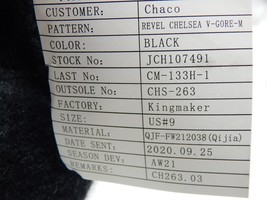 CUSTOMER: Chaco
PATTERN: REVEL CHELSEA V-GORE-M
COLOR: BLACK
STOCK NO: JCH107491
LAST No: CM-133H-1
OUTSOLE No: CHS-263
FACTORY: Kingmaker
SIZE: US#9
MATERIAL: QJF-FW212038(Qijia)
DATE SENT: 2020.09.25
SEASON DEV: AW21
REMARKS: CH263.03